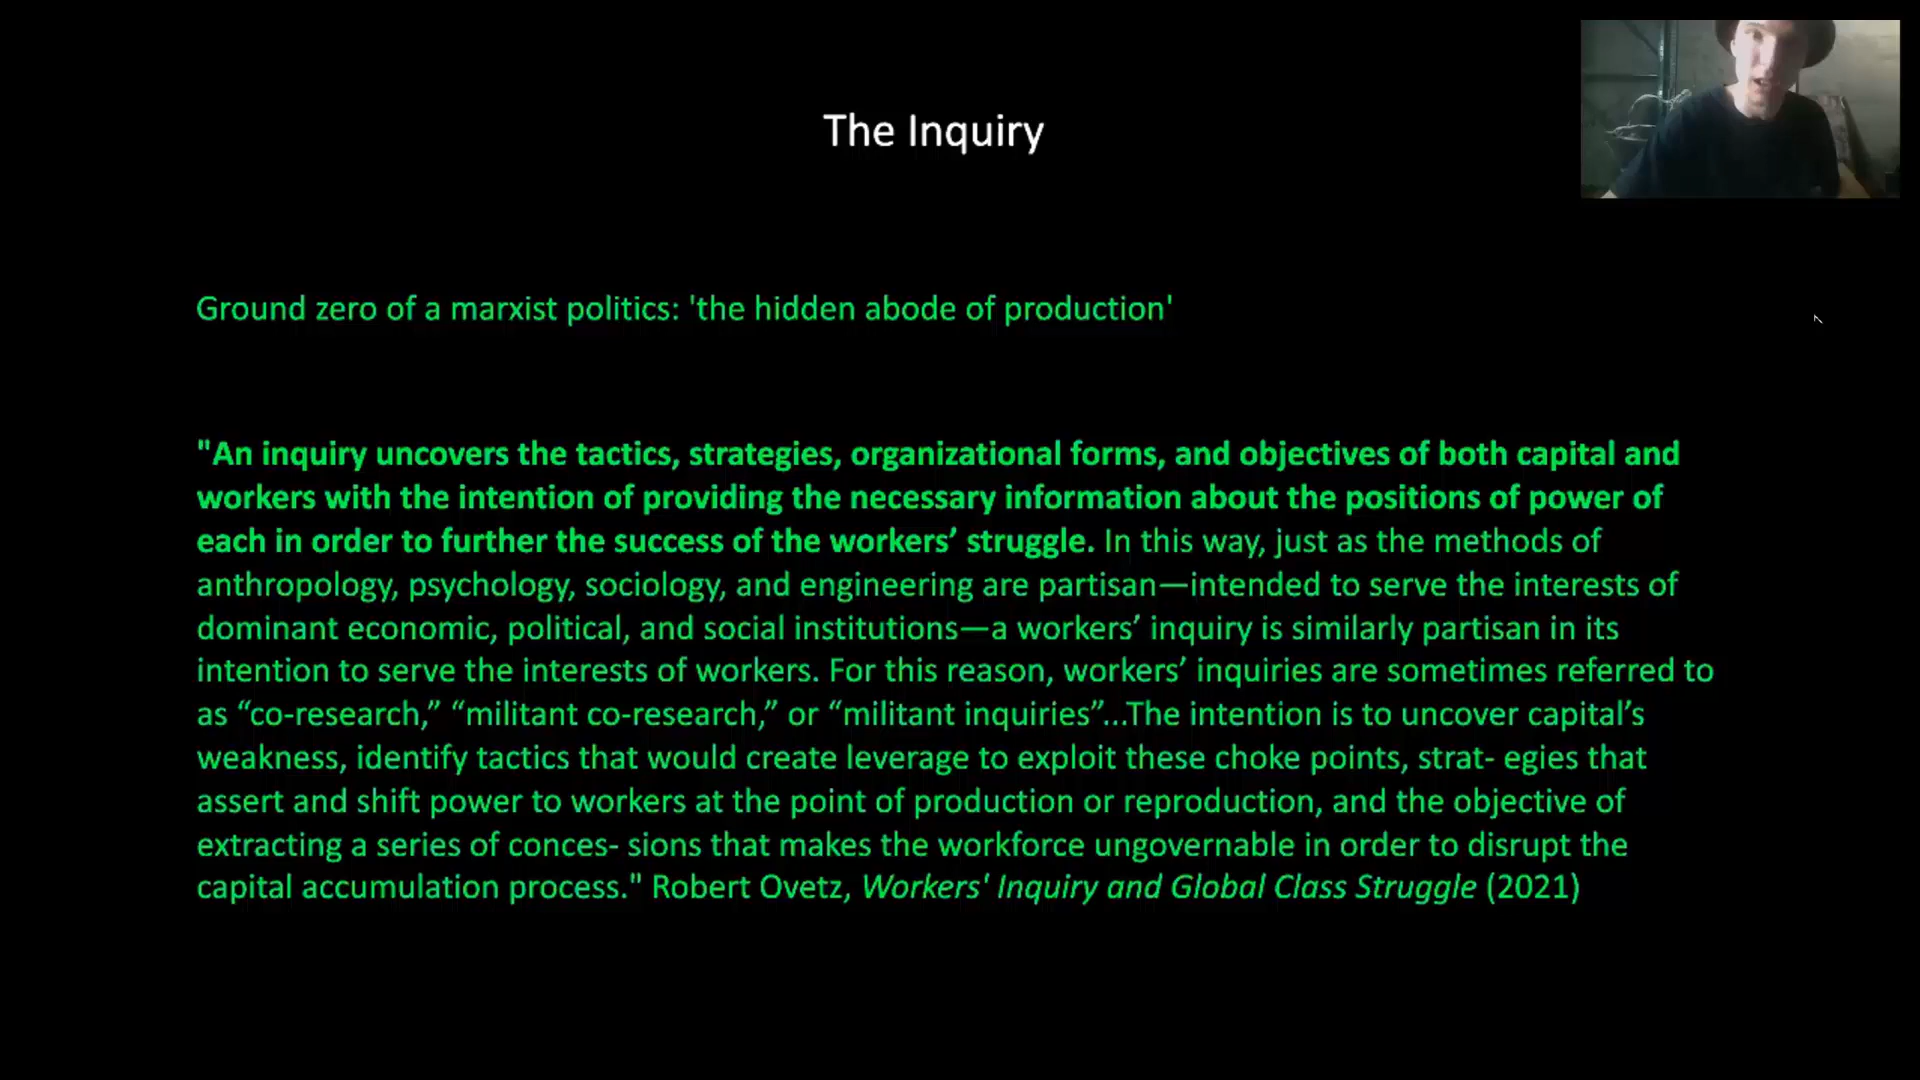 The Inquiry
Ground zero of a marxist politics: 'the hidden abode of production'
"An inquiry uncovers the tactics, strategies, organizational forms, and objectives of both capital and
workers with the intention of providing the necessary information about the positions of power of
each in order to further the success of the workers’ struggle. In this way, just as the methods of
anthropology, psychology, sociology, and engineering are partisan—intended to serve the interests of
dominant economic, political, and social institutions—a workers’ inquiry is similarly partisan in its
intention to serve the interests of workers. For this reason, workers’ inquiries are sometimes referred to
as “co-research,” “militant co-research,” or “militant inquiries”...The intention is to uncover capital’s
weakness, identify tactics that would create leverage to exploit these choke points, strat- egies that
assert and shift power to workers at the point of production or reproduction, and the objective of
extracting a series of conces- sions that makes the workforce ungovernable in order to disrupt the
capital accumulation process." Robert Ovetz, Workers' Inquiry and Global Class Struggle (2021)